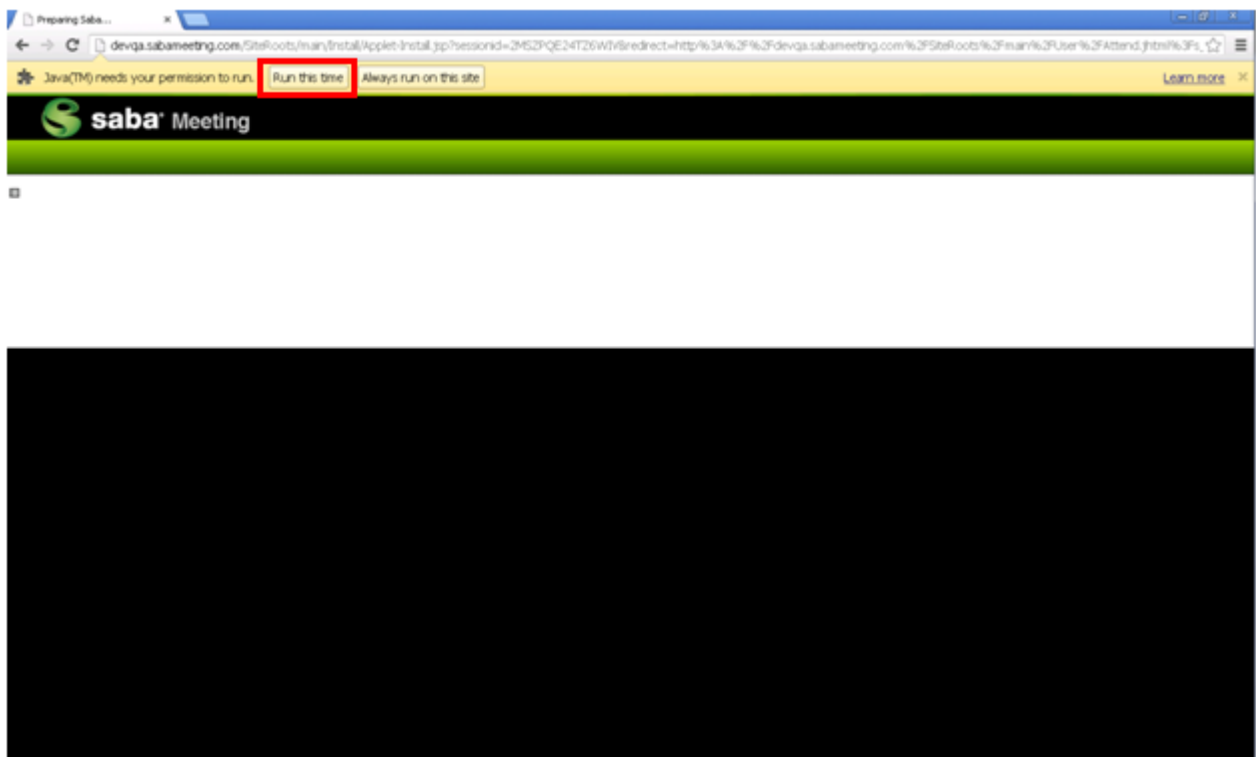 Preparing Saba...
devqa.sabameeting.com/SiteRoots/main/Install/Applet-Install.jsp?sessionid=2MS2PQE24TZ6WIV&redirect=http%3A%2F%2Fdevqa.sabameeting.com%2FSiteRoots%2Fmain%2FUser%2FAttend.jhtml%3Fs_
Java(TM) needs your permission to run. Run this time Always run on this site Learn more
saba Meeting